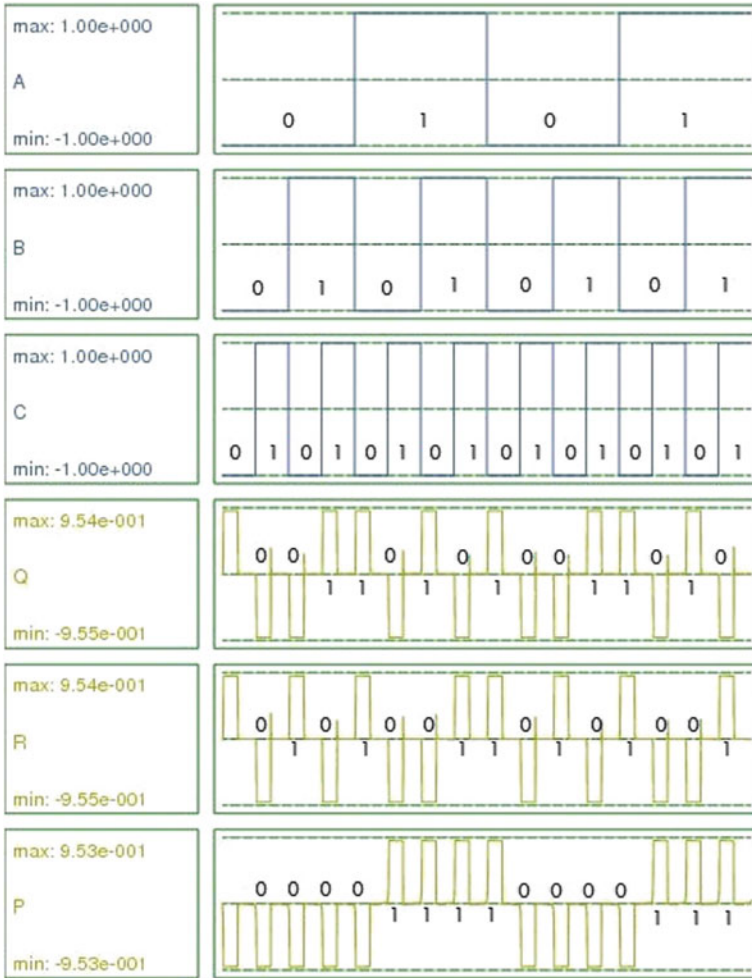 max: 1.00e+000
A
0 1 0 1
min: -1.00e+000
max: 1.00e+000
B
0 1 0 1 0 1 0 1
min: -1.00e+000
max: 1.00e+000
C
0 1 0 1 0 1 0 1 0 1 0 1 0 1 0 1
min: -1.00e+000
max: 9.54e-001
0 0 0 0 0 0 0 0
Q
1 1 1 1 1 1 1
min: -9.55e-001
max: 9.54e-001
0 0 0 0 0 0 0 0
R
1 1 1 1 1 1
min: -9.55e-001
max: 9.53e-001
0 0 0 0 0 0 0 0
P
1 1 1 1 1 1 1
min: -9.53e-001